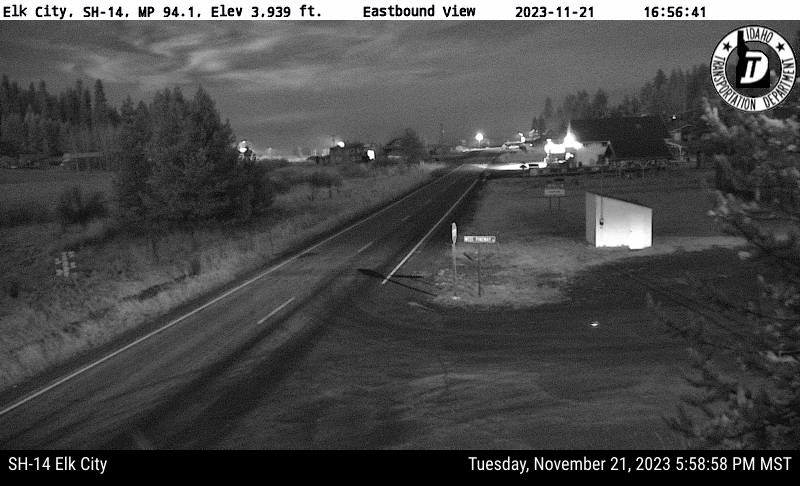 Elk City, SH-14, MP 94.1, Elev 3,939 ft. Eastbound View 2023-11-21 16:56:41
IDAHO
TRANSPORTATION DEPARTMENT
SH-14 Elk City Tuesday, November 21, 2023 5:58:58 PM MST